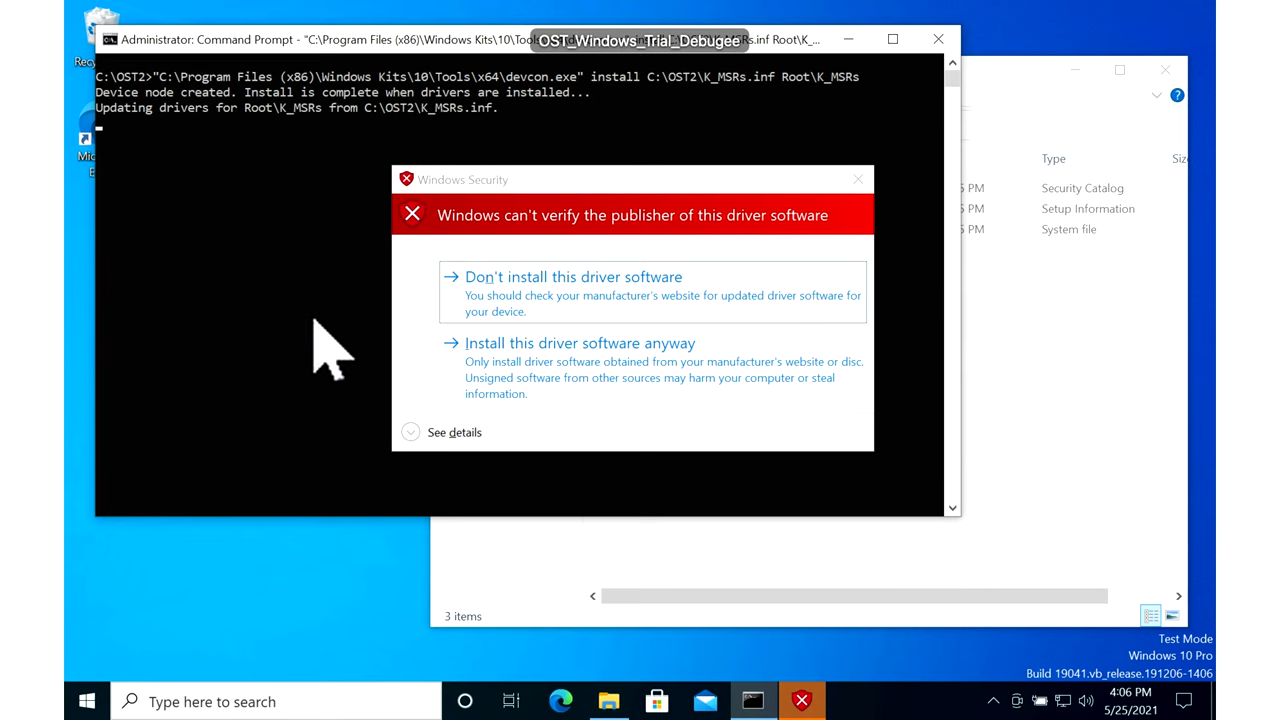 Administrator: Command Prompt - "C:\Program Files (x86)\Windows Kits\10\Tools
OST_Windows_Trial_Debugee
C:\OST2\K_MSRs.inf Root\K_...
C:\OST2>"C:\Program Files (x86)\Windows Kits\10\Tools\x64\devcon.exe" install C:\OST2\K_MSRs.inf Root\K_MSRs
Device node created. Install is complete when drivers are installed...
Updating drivers for Root\K_MSRs from C:\OST2\K_MSRs.inf.
Windows Security
Windows can't verify the publisher of this driver software
Don't install this driver software
You should check your manufacturer's website for updated driver software for
your device.
Install this driver software anyway
Only install driver software obtained from your manufacturer's website or disc.
Unsigned software from other sources may harm your computer or steal
information.
See details
Type
PM Security Catalog
PM Setup Information
PM System file
3 items
Test Mode
Windows 10 Pro
Build 19041.vb_release.191206-1406
Type here to search
4:06 PM
5/25/2021